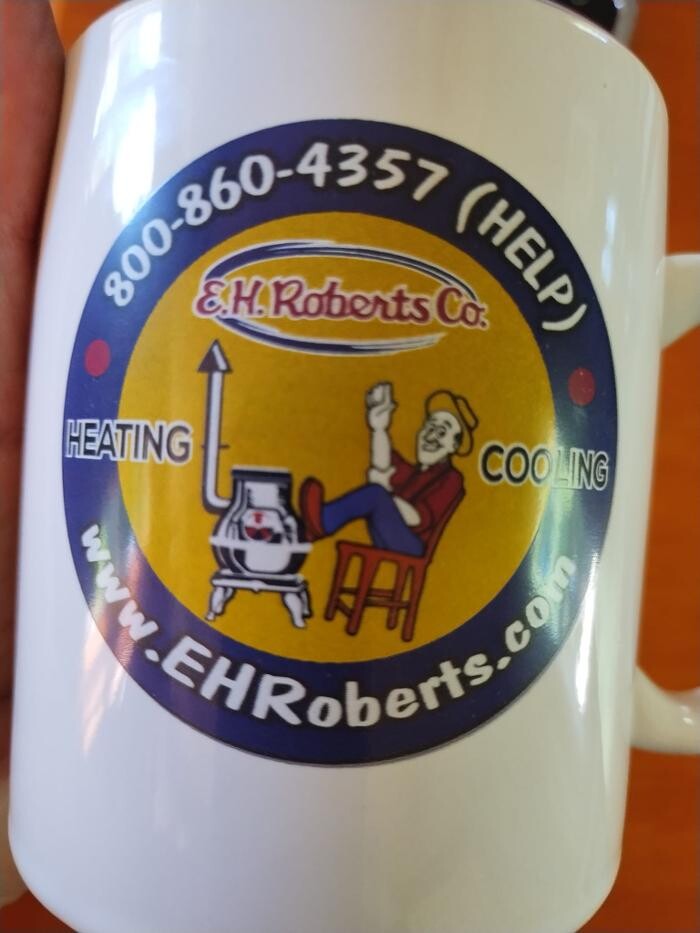 800-860-4357 (HELP)
E.H. Roberts Co.
HEATING
COOLING
www.EHRoberts.com